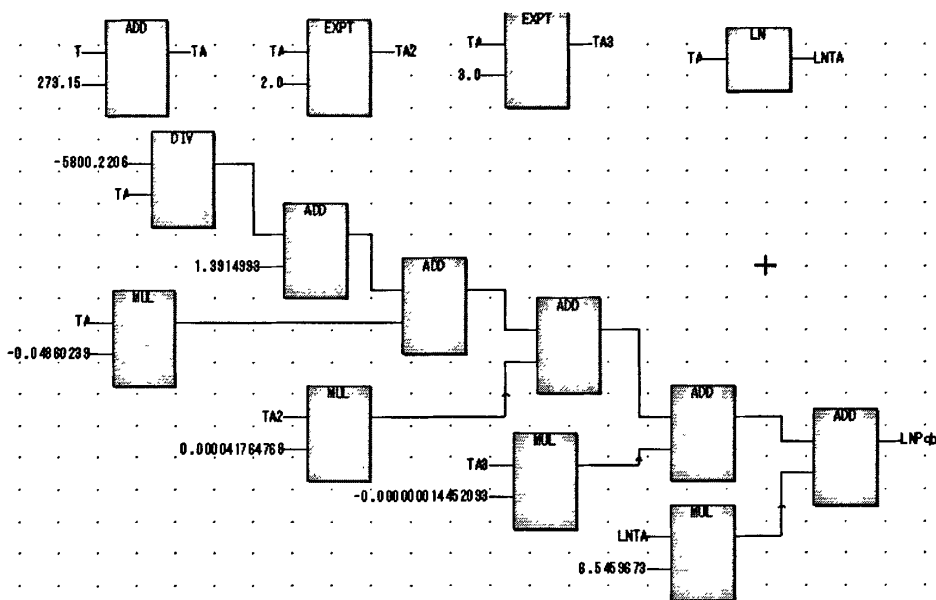 ADD
T
TA
273.15
EXPT
TA
TA2
2.0
EXPT
TA
TA3
3.0
LN
TA
LNTA
DIV
-5800.2206
TA
ADD
1.3914993
ADD
MUL
TA
-0.04860239
ADD
MUL
TA2
0.000041764768
ADD
MUL
TA3
-0.000000014452093
ADD
MUL
LNTA
6.5459673